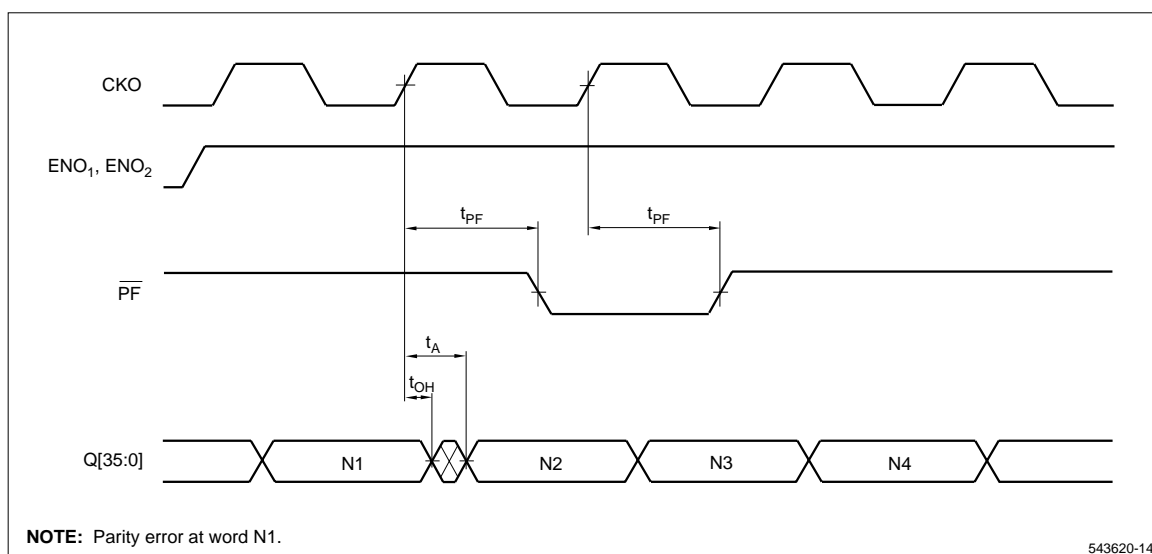 CKO
ENO1, ENO2
tPF
tPF
PF
tA
tOH
Q[35:0]
N1
N2
N3
N4
NOTE: Parity error at word N1.
543620-14